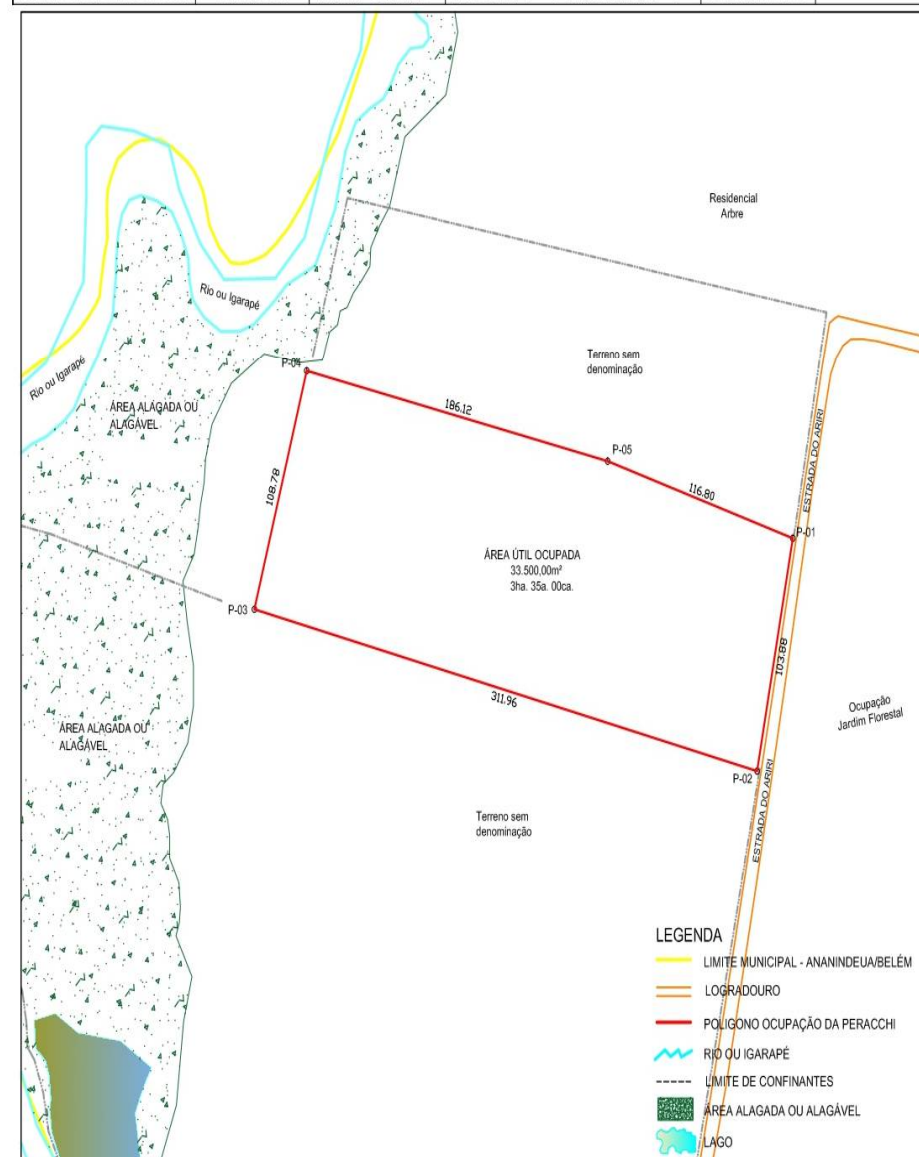 Residencial
Arbre
Rio ou Igarapé
Terreno sem
denominação
P-04
Rio ou Igarapé
ÁREA ALAGADA OU
ALAGÁVEL
186.12
P-05
ESTRADA DO ARIRI
108.78
116.80
P-01
ÁREA ÚTIL OCUPADA
33.500,00m²
3ha. 35a. 00ca.
P-03
103.88
311.96
Ocupação
Jardim Florestal
ÁREA ALAGADA OU
ALAGÁVEL
P-02
Terreno sem
denominação
ESTRADA DO ARIRI
LEGENDA
LIMITE MUNICIPAL - ANANINDEUA/BELÉM
LOGRADOURO
POLIGONO OCUPAÇÃO DA PERACCHI
RIO OU IGARAPÉ
LIMITE DE CONFINANTES
ÁREA ALAGADA OU ALAGÁVEL
LAGO